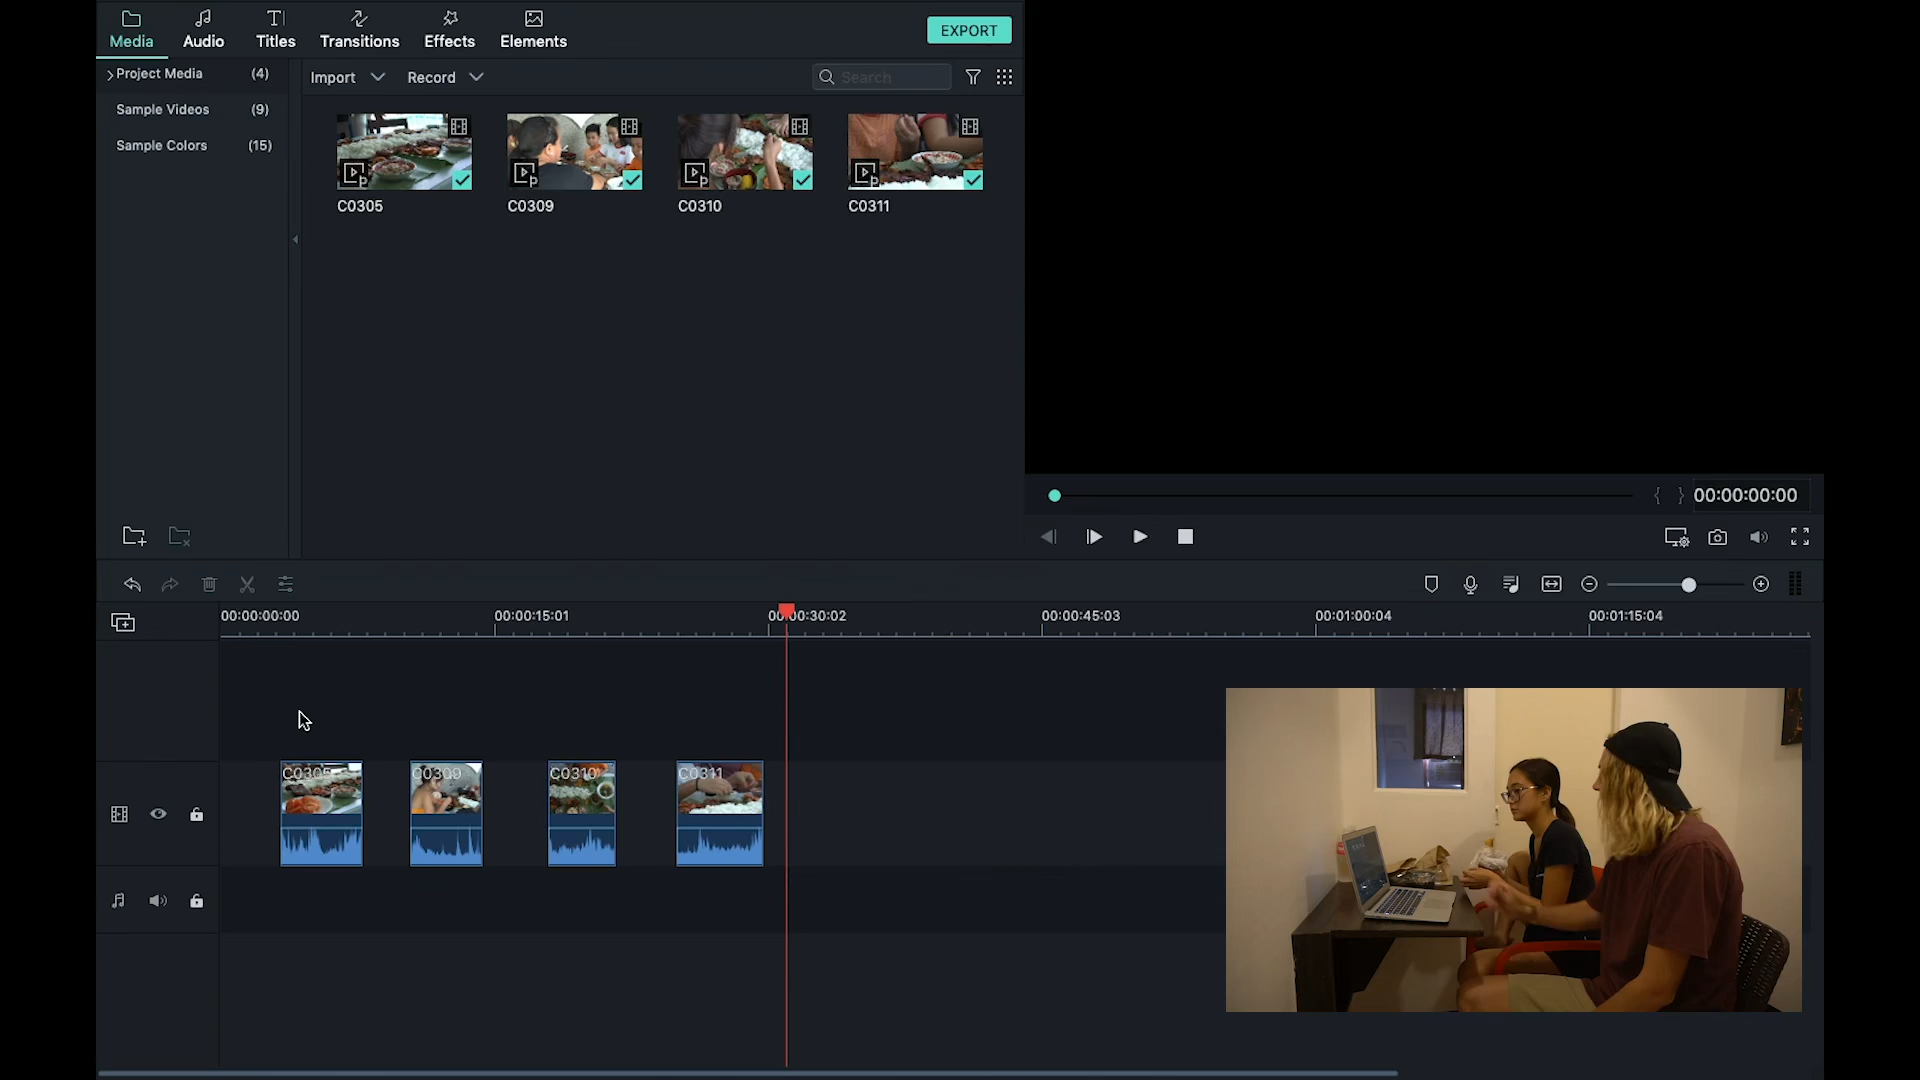 Media Audio Titles Transitions Effects Elements EXPORT
Project Media (4) Import Record Search
Sample Videos (9)
Sample Colors (15)
C0305 C0309 C0310 C0311
00:00:00:00
00:00:00:00 00:00:15:01 00:00:30:02 00:00:45:03 00:01:00:04 00:01:15:04
C0305 C0309 C0310 C0311